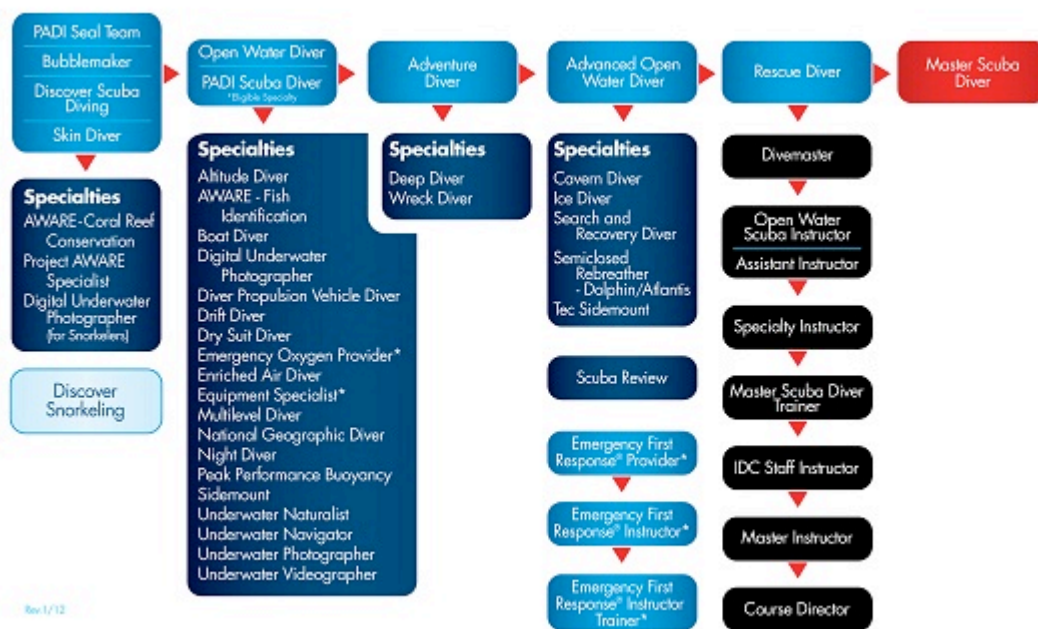 PADI Seal Team
Bubblemaker
Discover Scuba
Diving
Skin Diver
Specialties
AWARE-Coral Reef
Conservation
Project AWARE
Specialist
Digital Underwater
Photographer
(for Snorkelers)
Discover
Snorkeling
Open Water Diver
PADI Scuba Diver
*Eligible Specialty
Specialties
Altitude Diver
AWARE - Fish
Identification
Boat Diver
Digital Underwater
Photographer
Diver Propulsion Vehicle Diver
Drift Diver
Dry Suit Diver
Emergency Oxygen Provider*
Enriched Air Diver
Equipment Specialist*
Multilevel Diver
National Geographic Diver
Night Diver
Peak Performance Buoyancy
Sidemount
Underwater Naturalist
Underwater Navigator
Underwater Photographer
Underwater Videographer
Adventure
Diver
Specialties
Deep Diver
Wreck Diver
Advanced Open
Water Diver
Specialties
Cavern Diver
Ice Diver
Search and
Recovery Diver
Semiclosed
Rebreather
- Dolphin/Atlantis
Tec Sidemount
Scuba Review
Emergency First
Response® Provider*
Emergency First
Response® Instructor*
Emergency First
Response® Instructor
Trainer*
Rescue Diver
Divemaster
Open Water
Scuba Instructor
Assistant Instructor
Specialty Instructor
Master Scuba Diver
Trainer
IDC Staff Instructor
Master Instructor
Course Director
Master Scuba
Diver
Rev 1/12